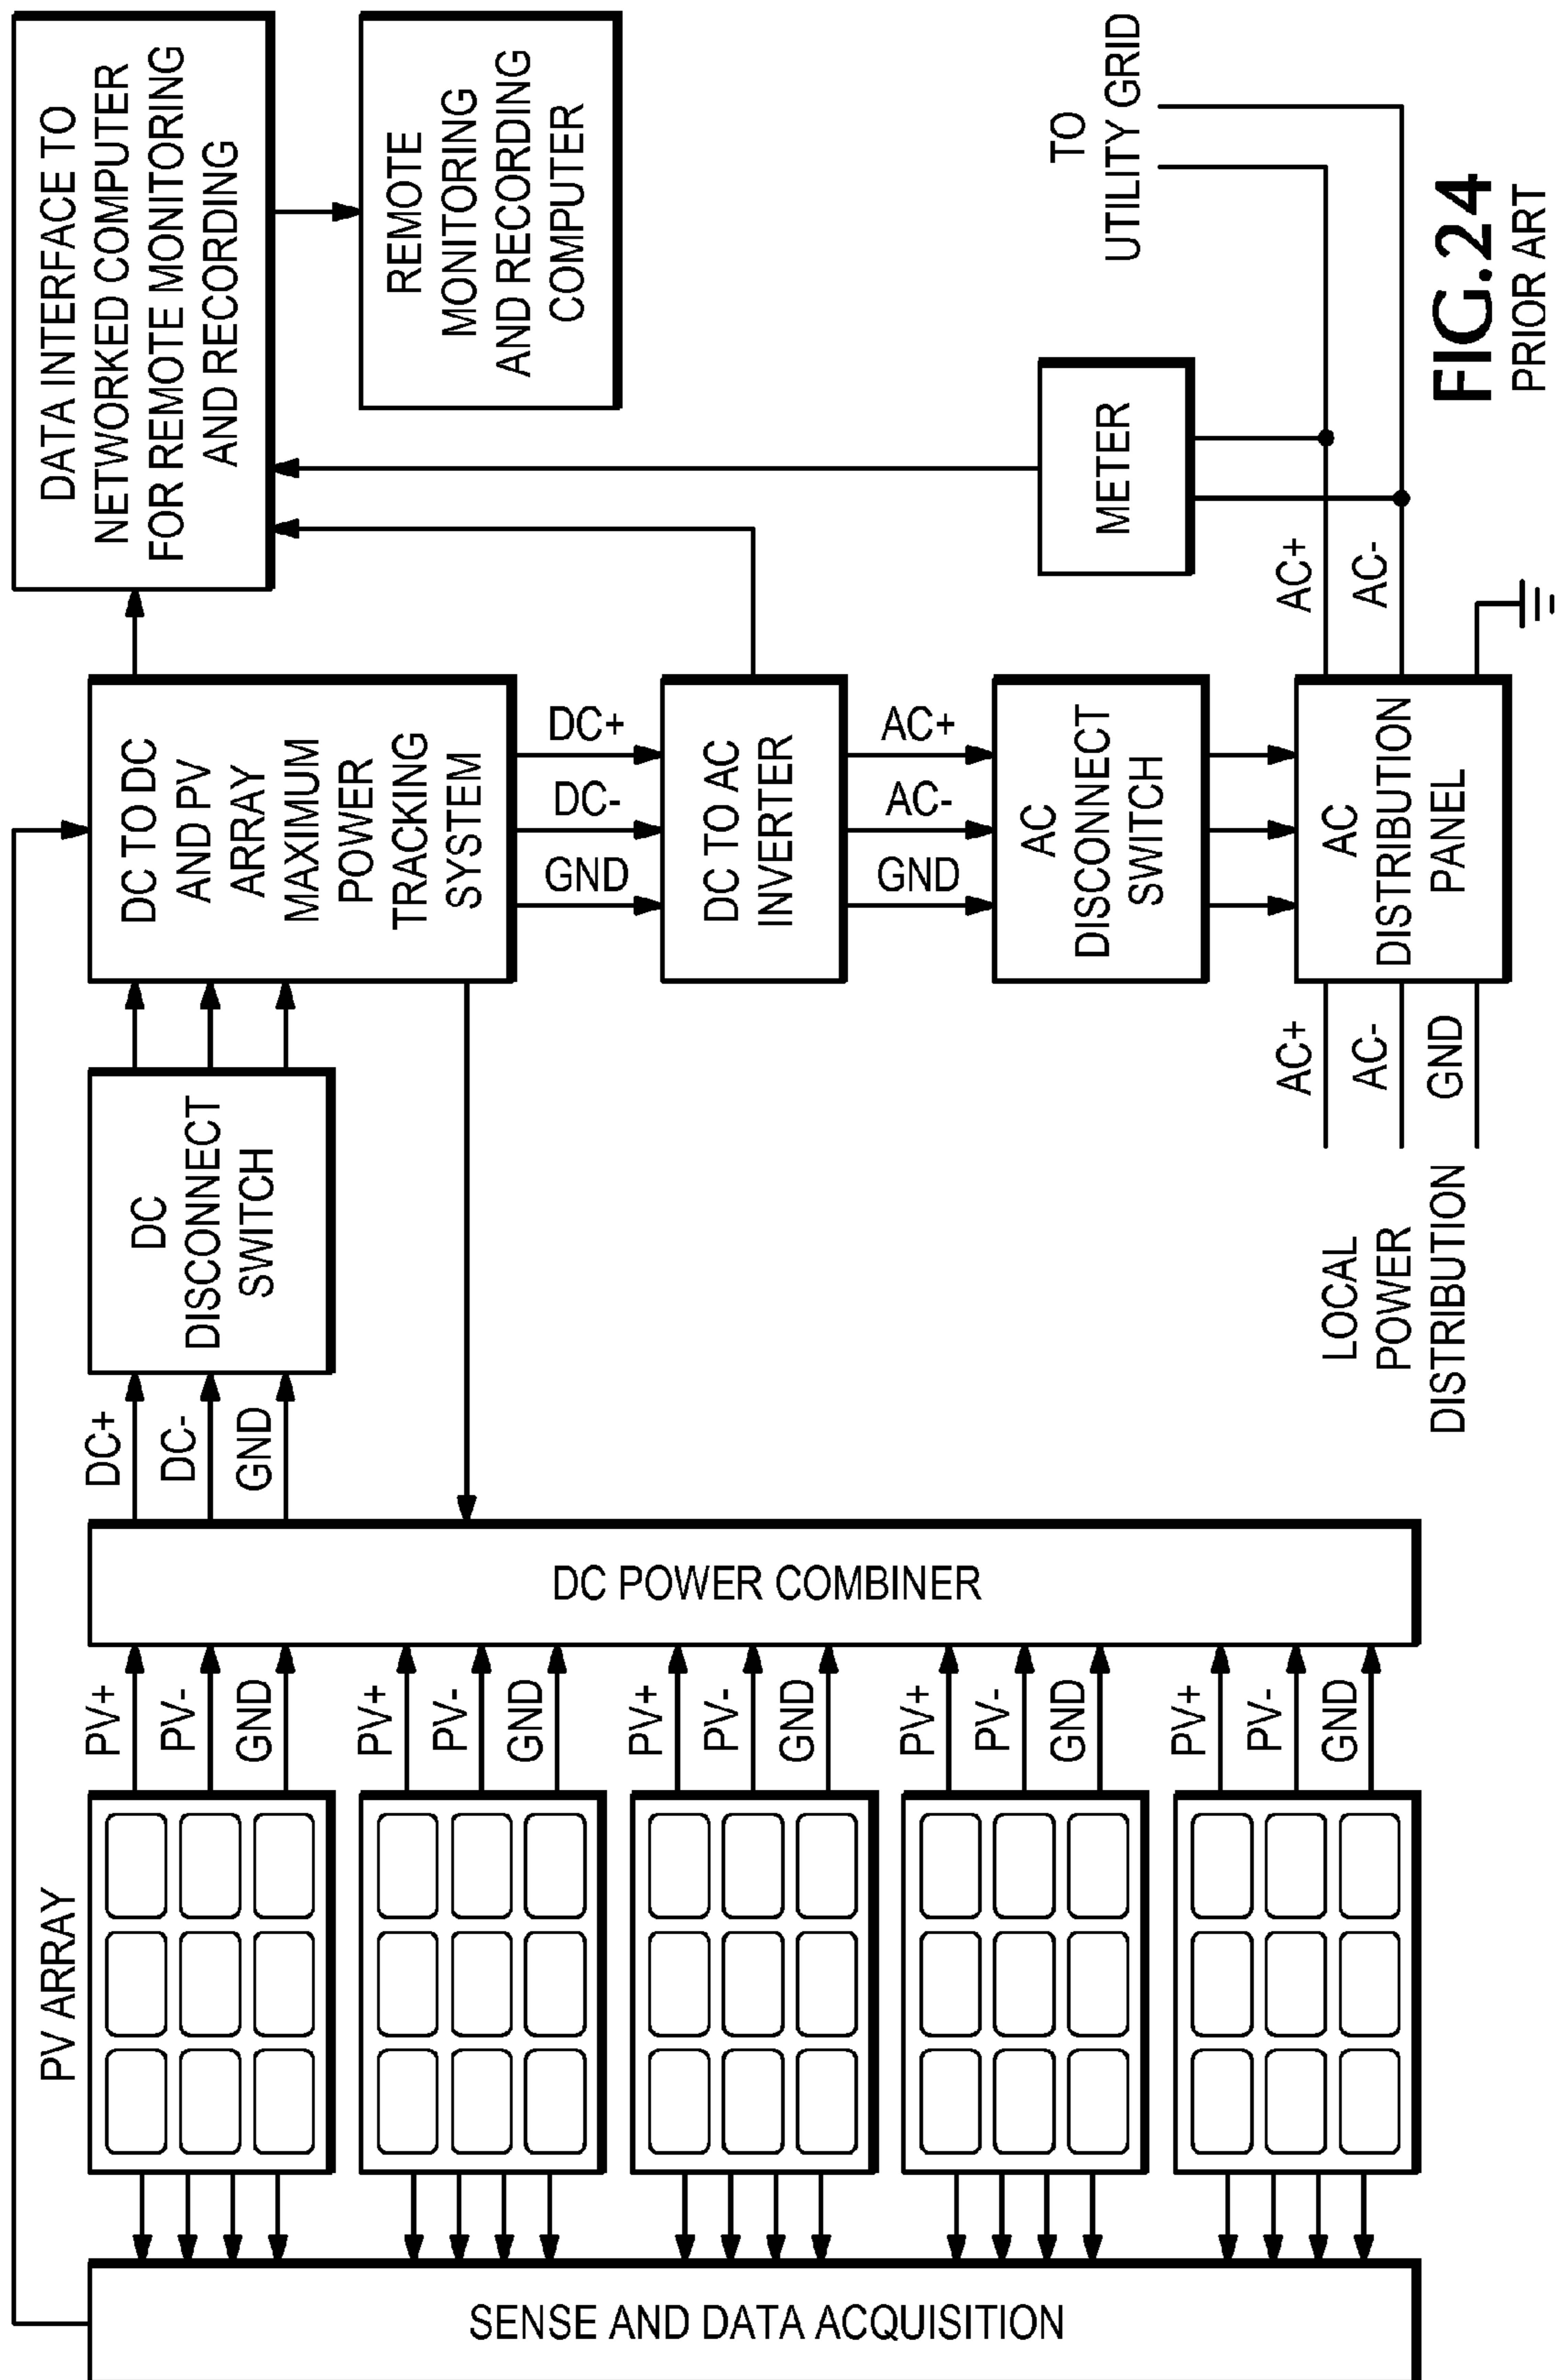 PV ARRAY
SENSE AND DATA ACQUISITION
PV+
PV-
GND
PV+
PV-
GND
PV+
PV-
GND
PV+
PV-
GND
PV+
PV-
GND
DC POWER COMBINER
DC+
DC-
GND
DC
DISCONNECT
SWITCH
DC TO DC
AND PV
ARRAY
MAXIMUM
POWER
TRACKING
SYSTEM
DC+
DC-
GND
DC TO AC
INVERTER
AC+
AC-
GND
AC
DISCONNECT
SWITCH
AC
DISTRIBUTION
PANEL
AC+
AC-
GND
LOCAL
POWER
DISTRIBUTION
AC+
AC-
METER
TO
UTILITY GRID
DATA INTERFACE TO
NETWORKED COMPUTER
FOR REMOTE MONITORING
AND RECORDING
REMOTE
MONITORING
AND RECORDING
COMPUTER
FIG.24
PRIOR ART